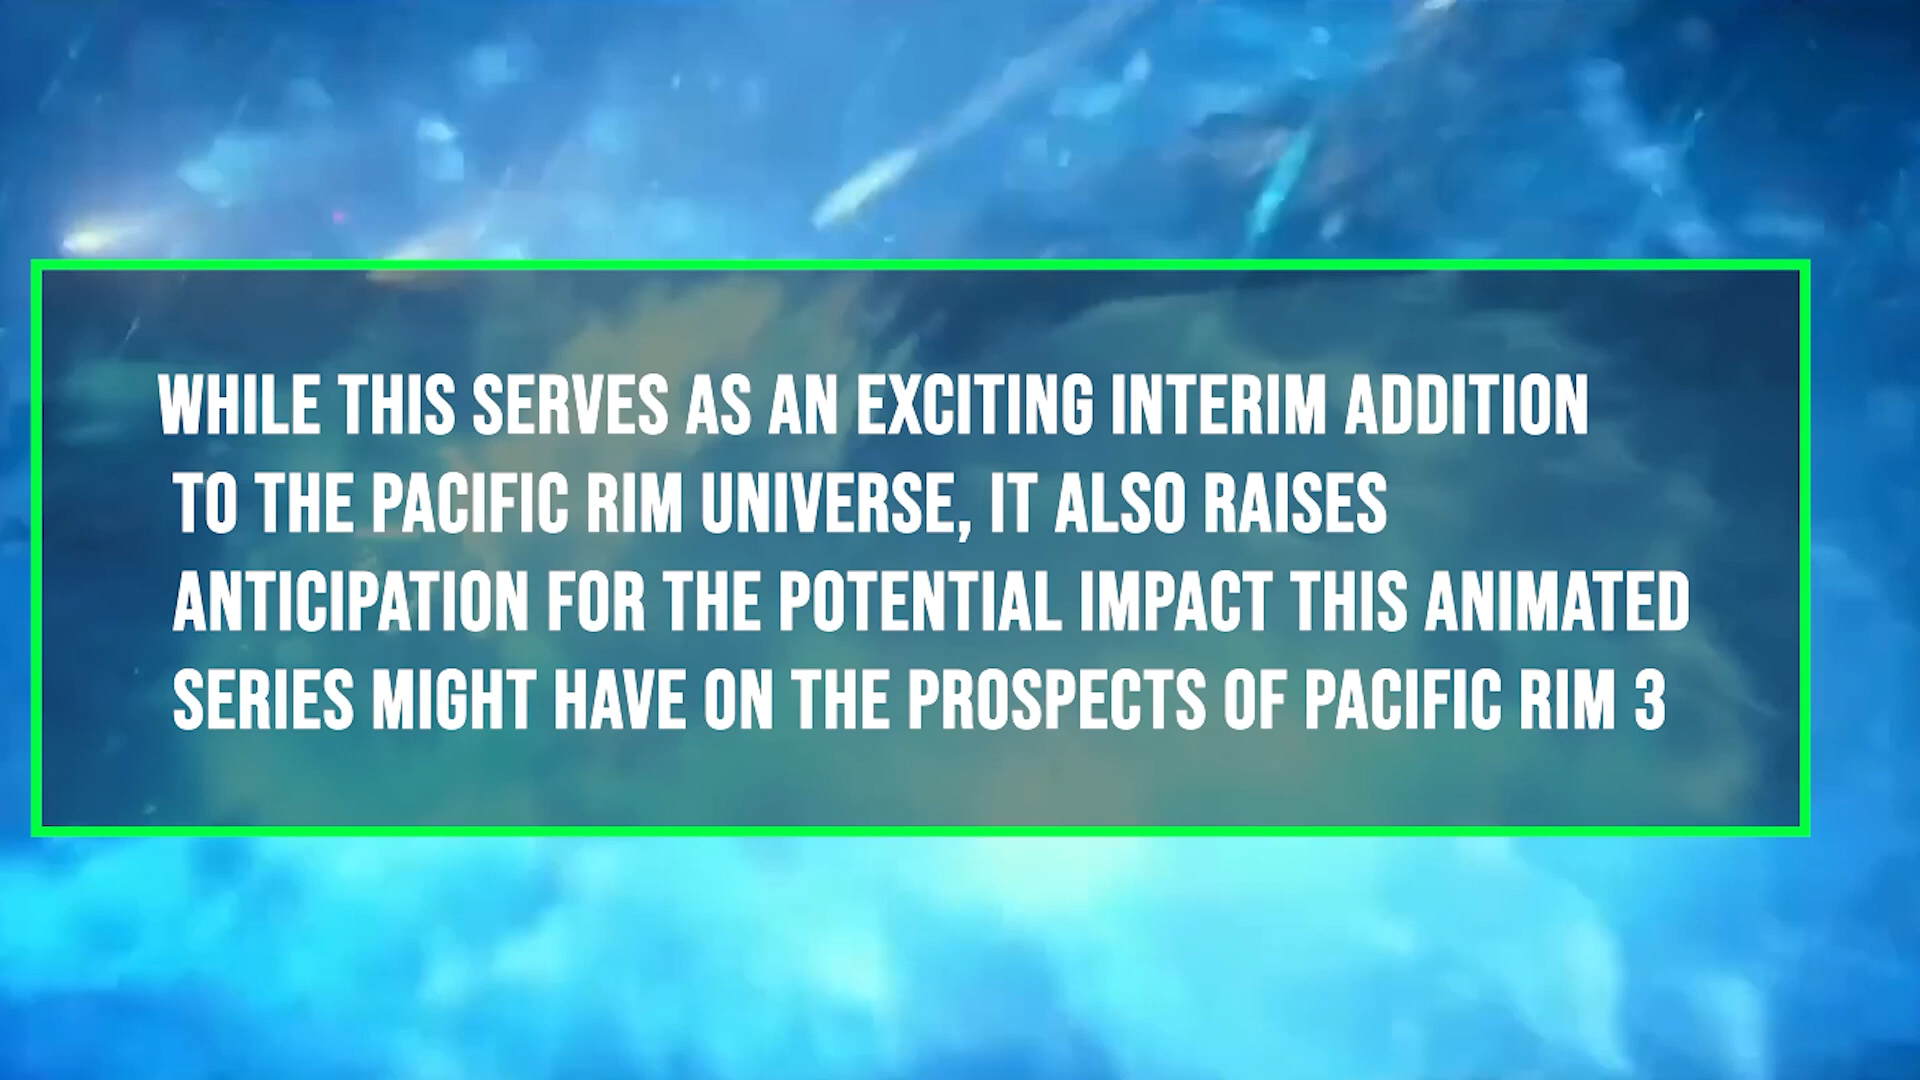 WHILE THIS SERVES AS AN EXCITING INTERIM ADDITION
TO THE PACIFIC RIM UNIVERSE, IT ALSO RAISES
ANTICIPATION FOR THE POTENTIAL IMPACT THIS ANIMATED
SERIES MIGHT HAVE ON THE PROSPECTS OF PACIFIC RIM 3